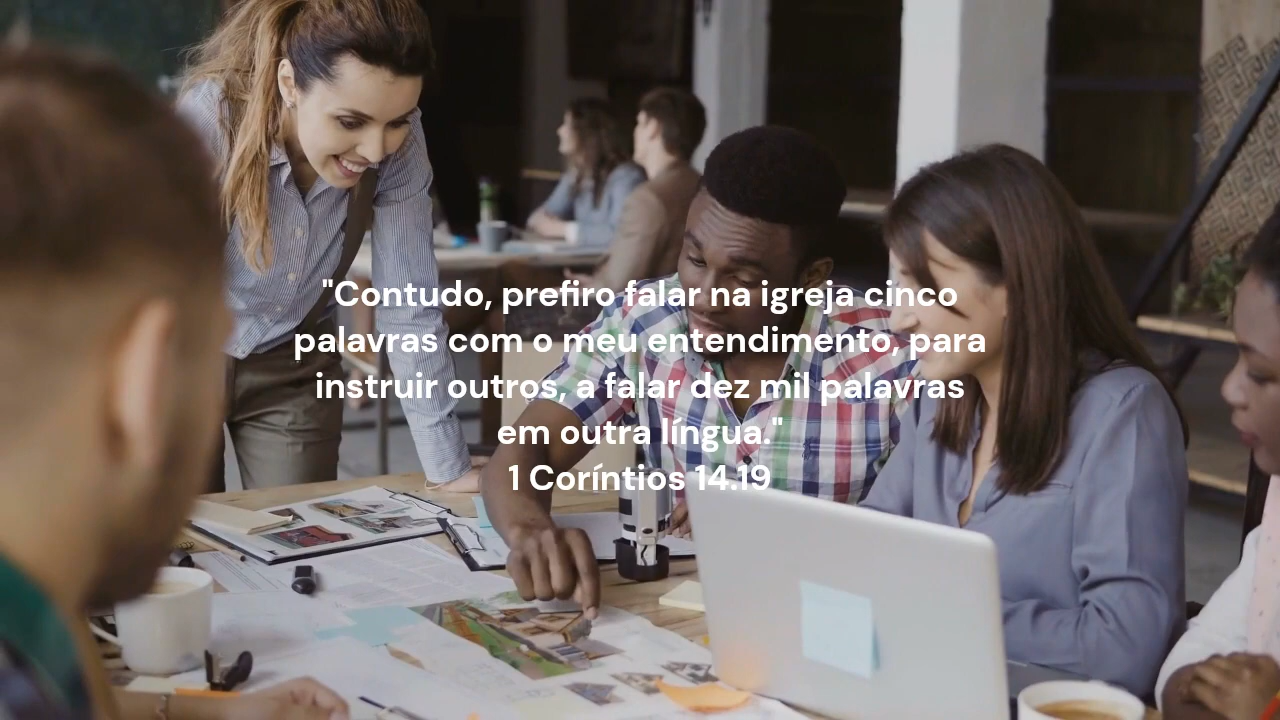 "Contudo, prefiro falar na igreja cinco
palavras com o meu entendimento, para
instruir outros, a falar dez mil palavras
em outra língua."
1 Coríntios 14.19